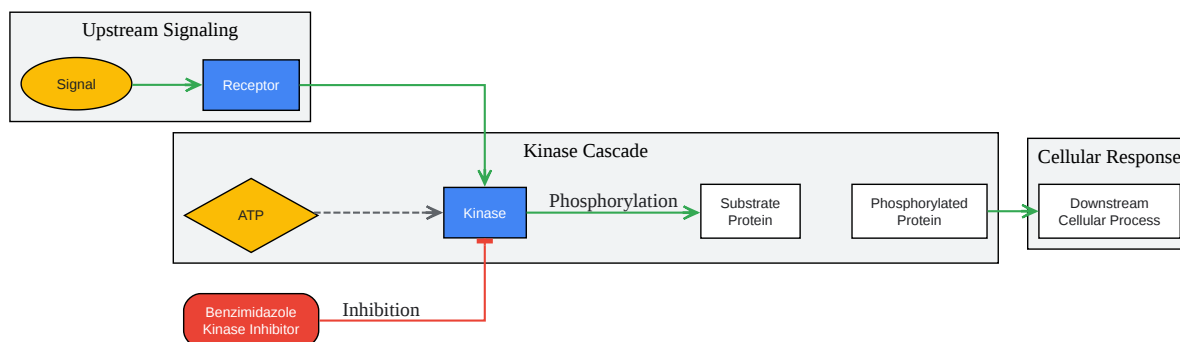 Upstream Signaling
Signal
Receptor
Kinase Cascade
Cellular Response
ATP
Kinase
Phosphorylation
Substrate
Protein
Phosphorylated
Protein
Downstream
Cellular Process
Benzimidazole
Kinase Inhibitor
Inhibition